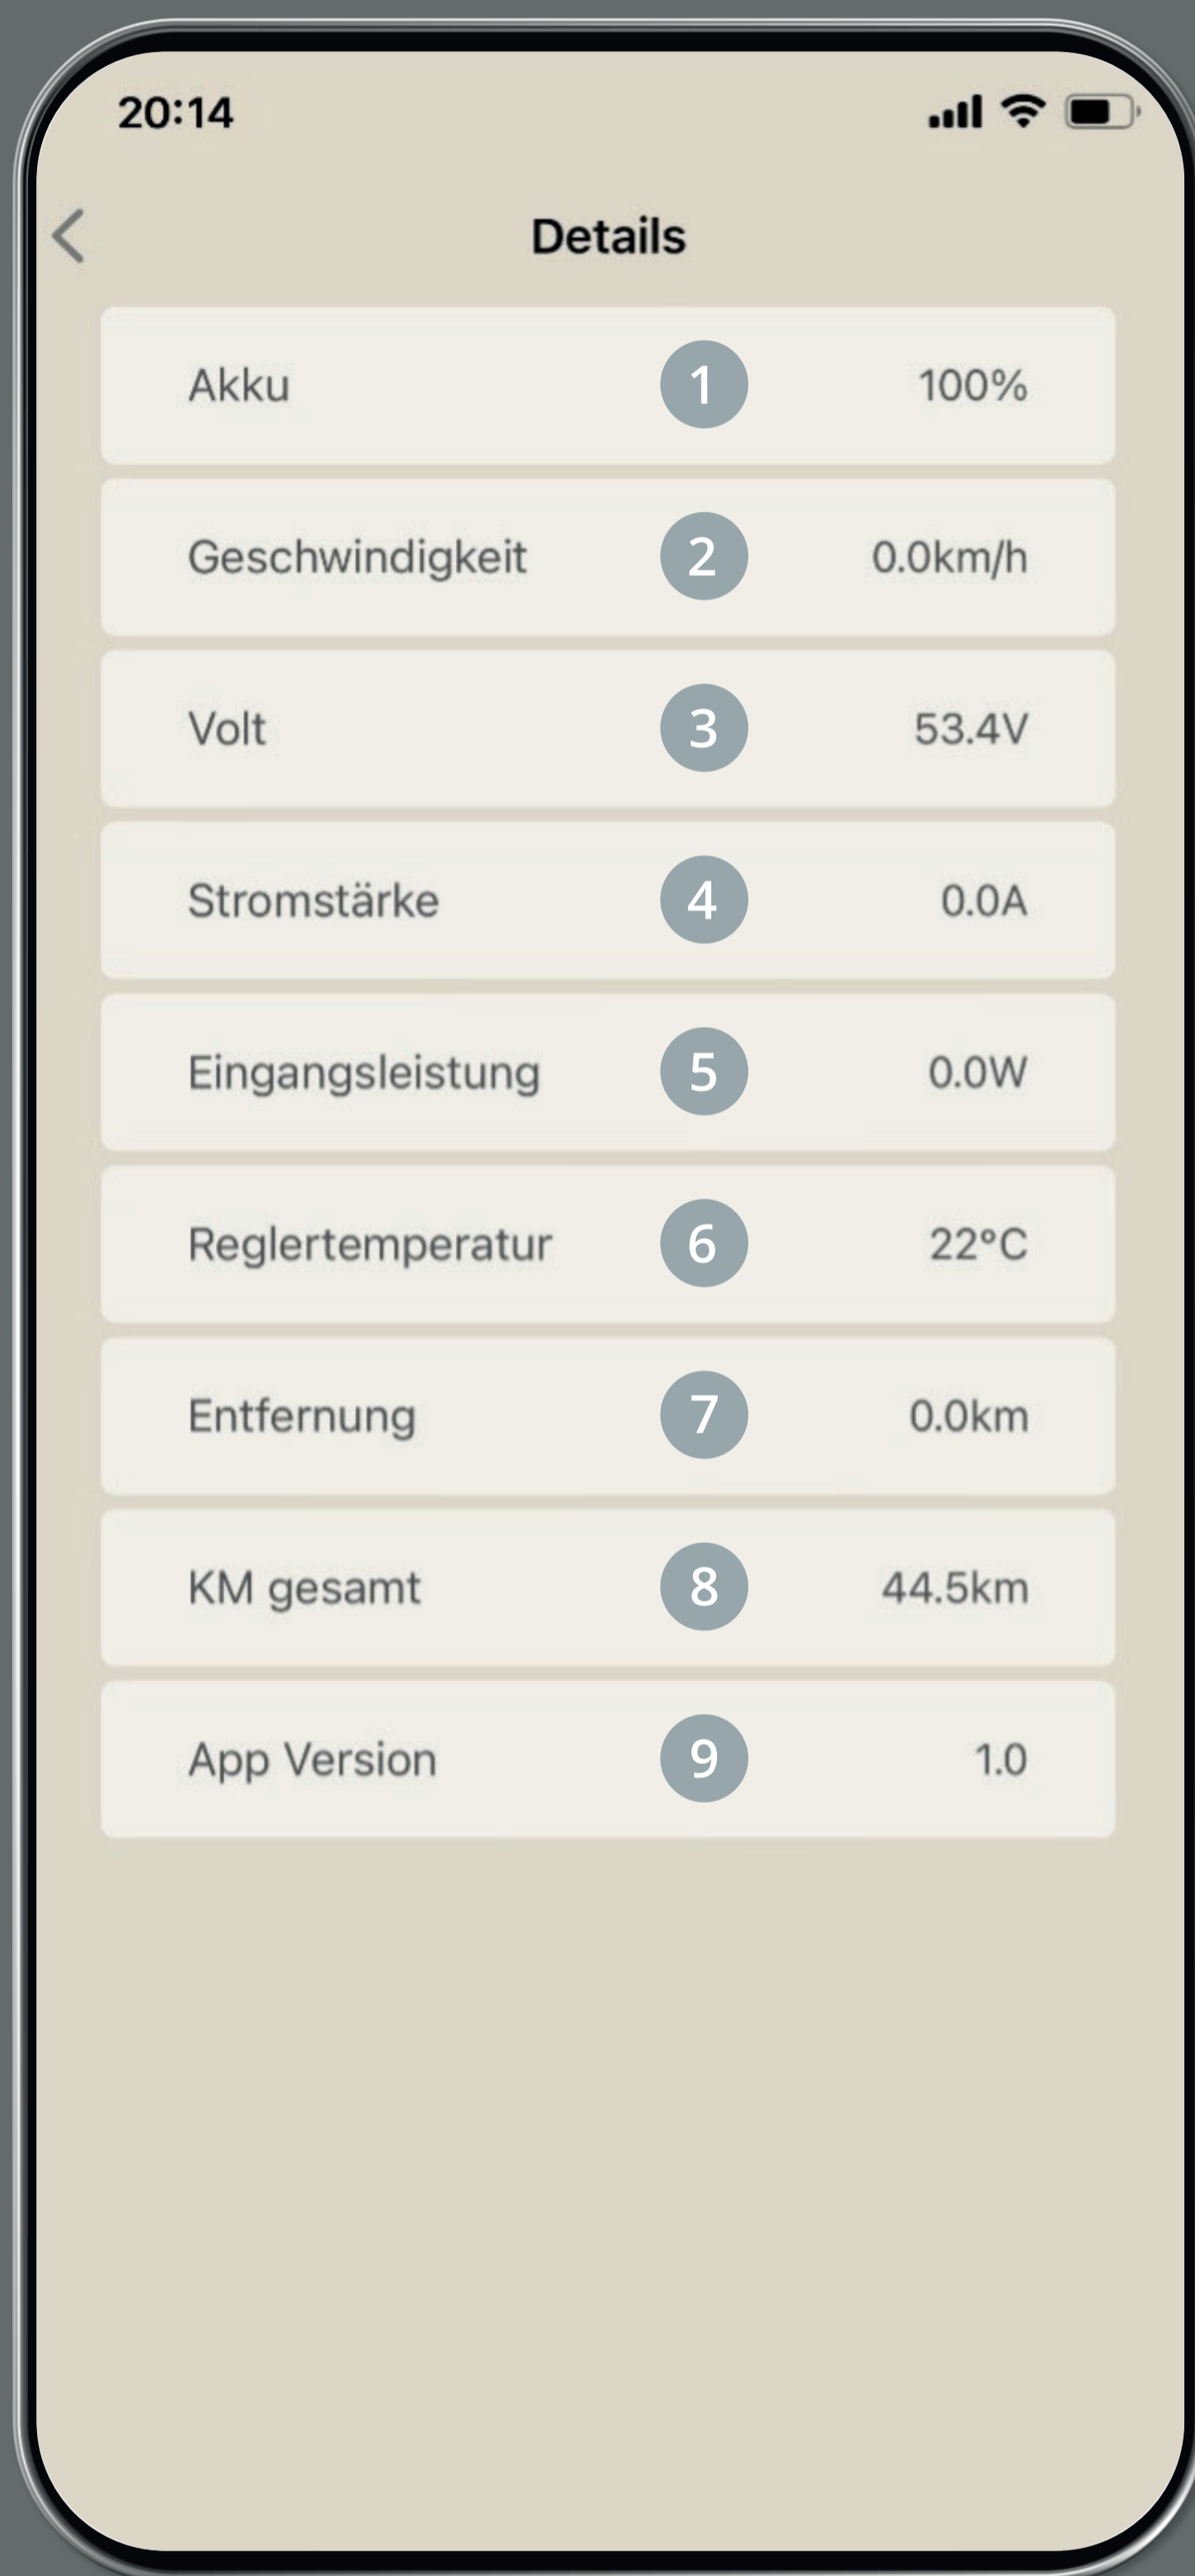 20:14
Details
Akku 1 100%
Geschwindigkeit 2 0.0km/h
Volt 3 53.4V
Stromstärke 4 0.0A
Eingangsleistung 5 0.0W
Reglertemperatur 6 22°C
Entfernung 7 0.0km
KM gesamt 8 44.5km
App Version 9 1.0